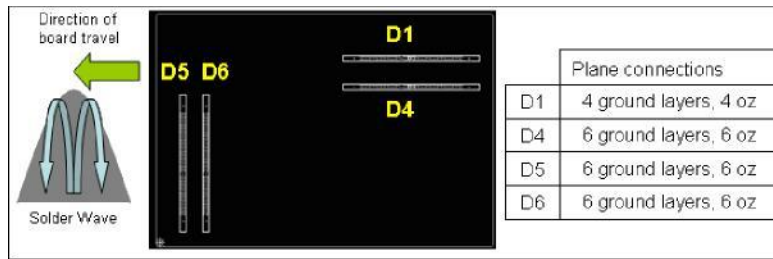 Direction of
board travel
D1
D5 D6
D4
Solder Wave
Plane connections
D1 4 ground layers, 4 oz
D4 6 ground layers, 6 oz
D5 6 ground layers, 6 oz
D6 6 ground layers, 6 oz